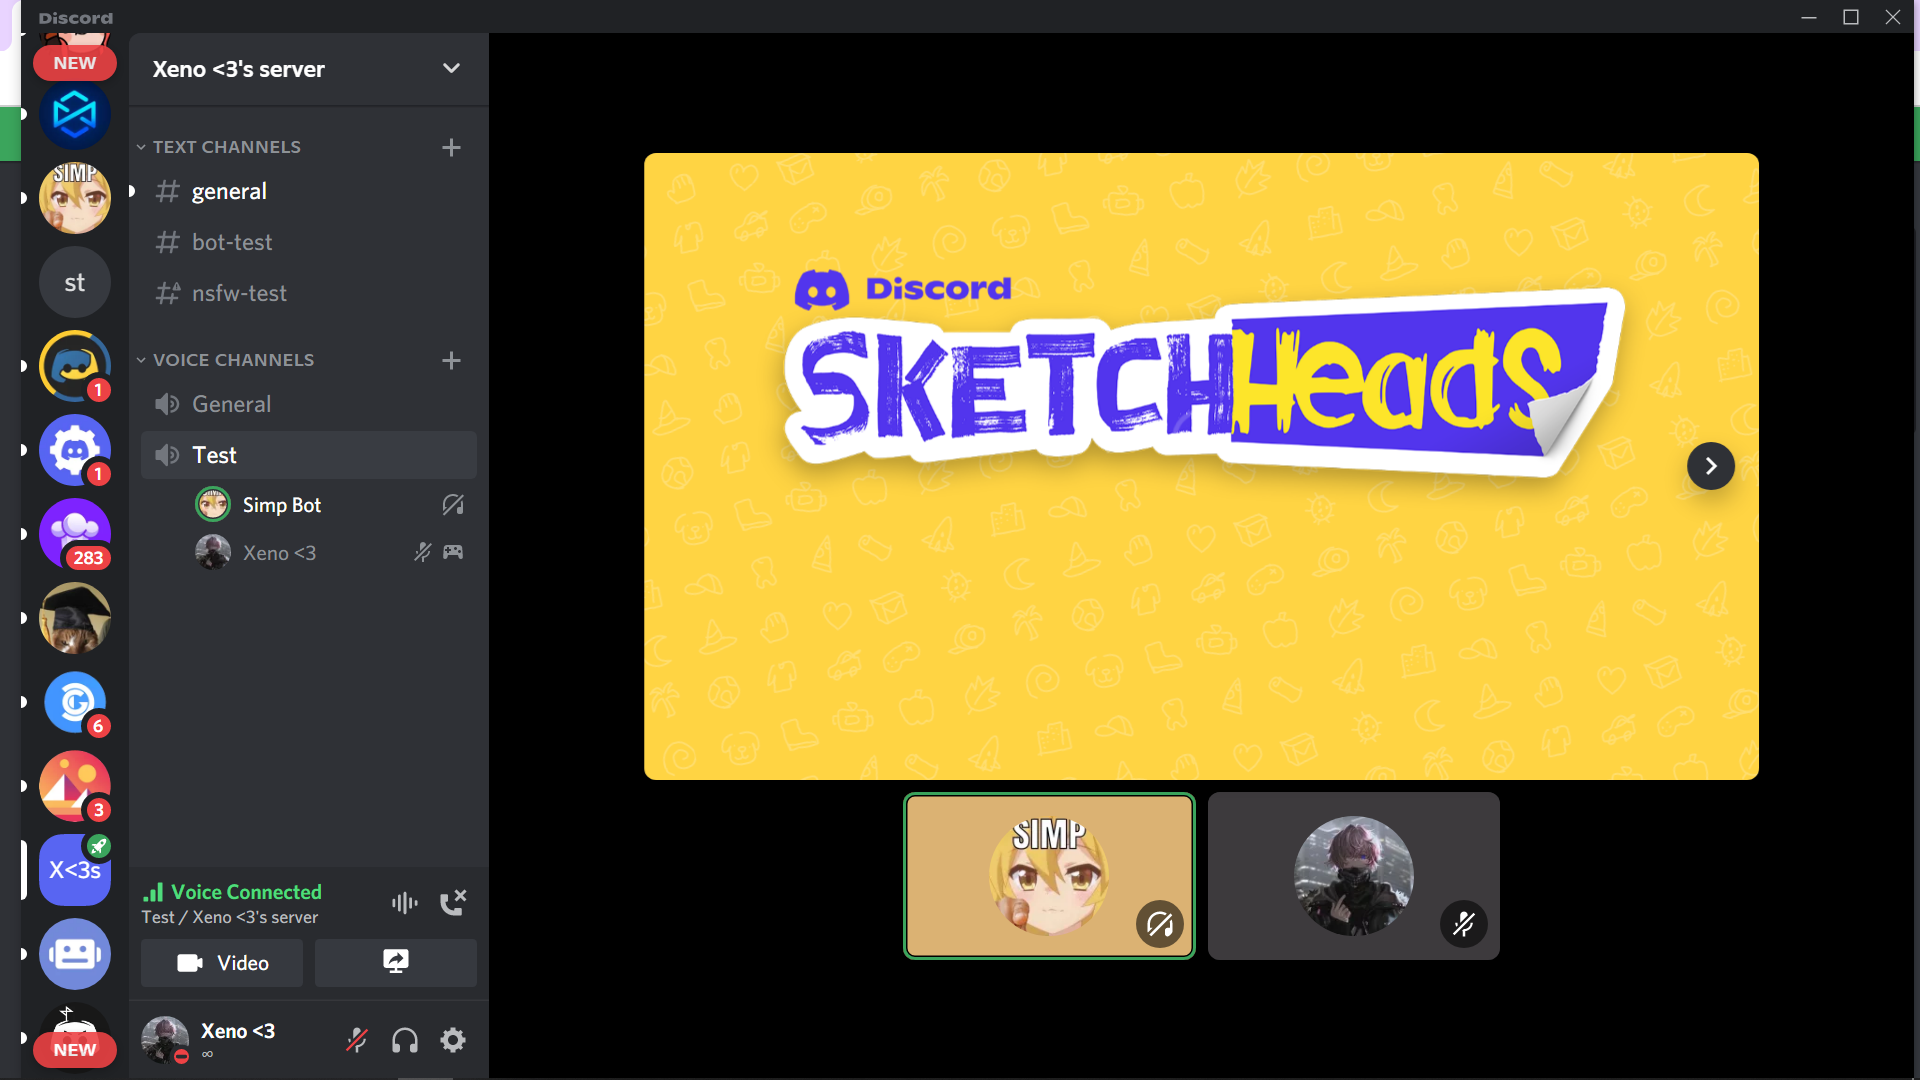 Discord
NEW
SIMP
st
1
1
283
6
3
X<3s
NEW
Xeno <3's server
TEXT CHANNELS
general
bot-test
nsfw-test
VOICE CHANNELS
General
Test
Simp Bot
Xeno <3
Voice Connected
Test / Xeno <3's server
Video
Xeno <3
∞
Discord
SKETCH HeadS
SIMP